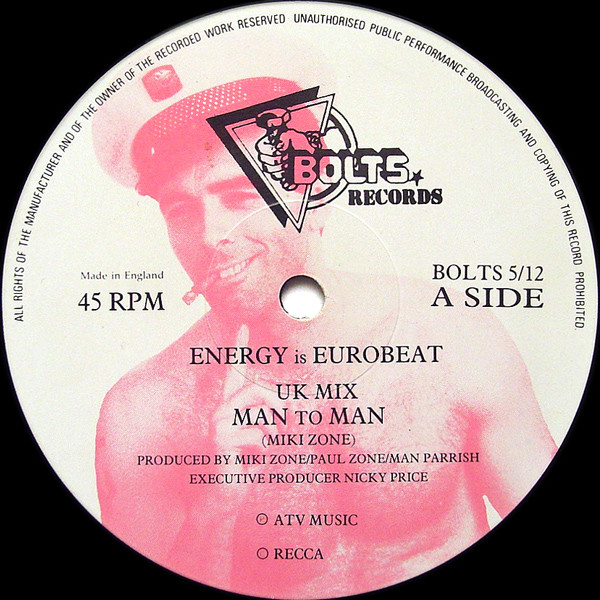 ALL RIGHTS OF THE MANUFACTURER AND OF THE OWNER OF THE RECORDED WORK RESERVED UNAUTHORISED PUBLIC PERFORMANCE BROADCASTING AND COPYING OF THIS RECORD PROHIBITED.
BOLTS
RECORDS
Made in England
45 RPM
BOLTS 5/12
A SIDE
ENERGY is EUROBEAT
UK MIX
MAN TO MAN
(MIKI ZONE)
PRODUCED BY MIKI ZONE/PAUL ZONE/MAN PARRISH
EXECUTIVE PRODUCER NICKY PRICE
Ⓟ ATV MUSIC
© RECCA